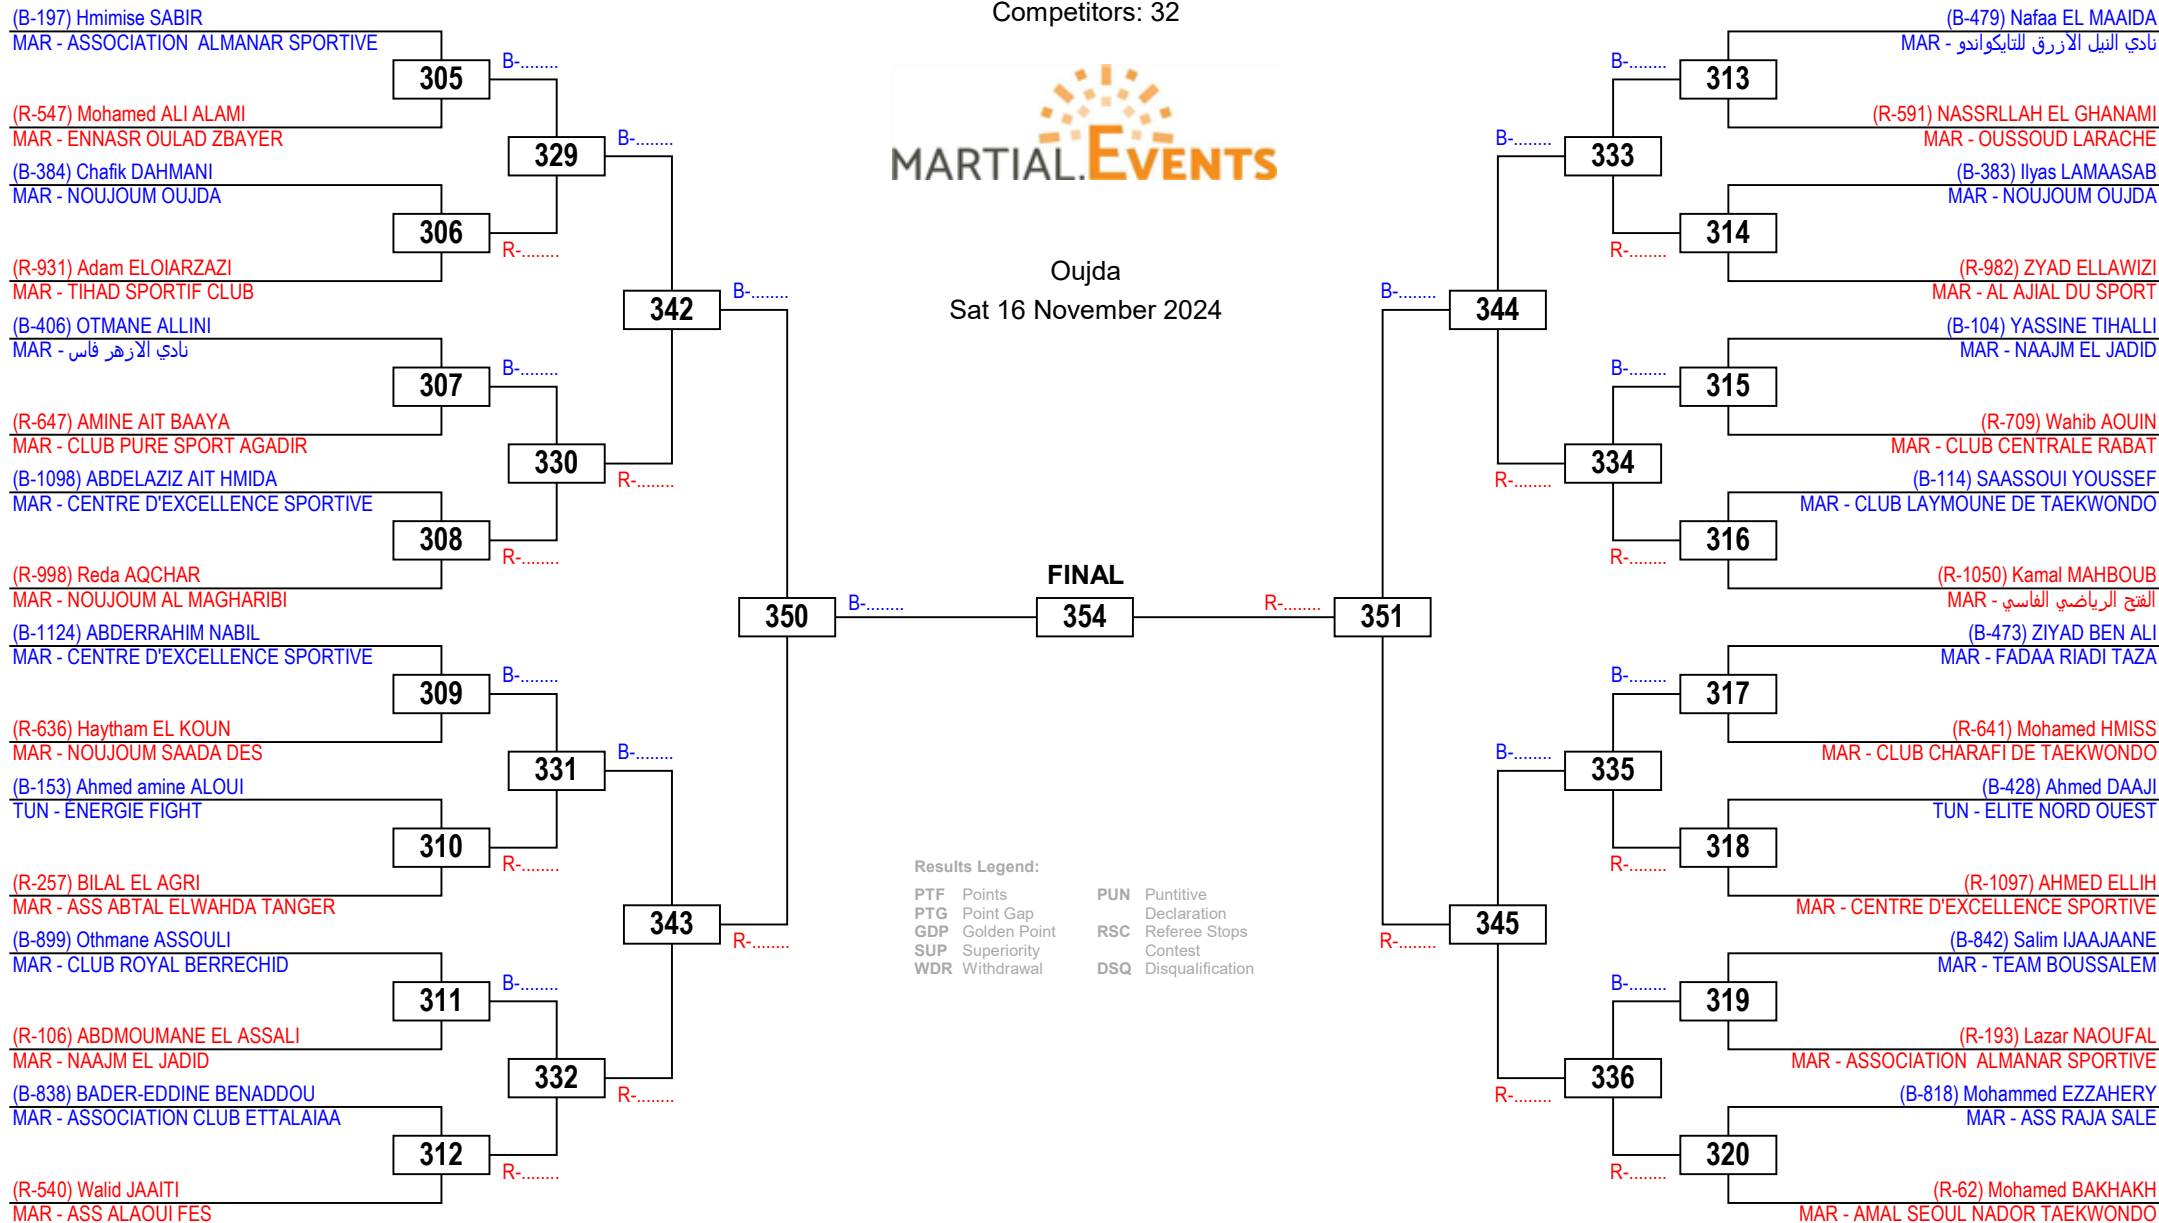 Competitors: 32
MARTIAL.EVENTS
Oujda
Sat 16 November 2024
(B-197) Hmimise SABIR
MAR - ASSOCIATION  ALMANAR SPORTIVE
305
B-........
(R-547) Mohamed ALI ALAMI
MAR - ENNASR OULAD ZBAYER
329
B-........
(B-384) Chafik DAHMANI
MAR - NOUJOUM OUJDA
306
R-........
(R-931) Adam ELOIARZAZI
MAR - TIHAD SPORTIF CLUB
342
B-........
(B-406) OTMANE ALLINI
MAR - نادي الازهر فاس
307
B-........
(R-647) AMINE AIT BAAYA
MAR - CLUB PURE SPORT AGADIR
330
R-........
(B-1098) ABDELAZIZ AIT HMIDA
MAR - CENTRE D'EXCELLENCE SPORTIVE
308
R-........
(R-998) Reda AQCHAR
MAR - NOUJOUM AL MAGHARIBI
350
B-........
(B-1124) ABDERRAHIM NABIL
MAR - CENTRE D'EXCELLENCE SPORTIVE
309
B-........
(R-636) Haytham EL KOUN
MAR - NOUJOUM SAADA DES
331
B-........
(B-153) Ahmed amine ALOUI
TUN - ÉNERGIE FIGHT
310
R-........
(R-257) BILAL EL AGRI
MAR - ASS ABTAL ELWAHDA TANGER
343
R-........
(B-899) Othmane ASSOULI
MAR - CLUB ROYAL BERRECHID
311
B-........
(R-106) ABDMOUMANE EL ASSALI
MAR - NAAJM EL JADID
332
R-........
(B-838) BADER-EDDINE BENADDOU
MAR - ASSOCIATION CLUB ETTALAIAA
312
R-........
(R-540) Walid JAAITI
MAR - ASS ALAOUI FES
FINAL
354
Results Legend:
PTF Points
PTG Point Gap
GDP Golden Point
SUP Superiority
WDR Withdrawal
PUN Puntitive
Declaration
RSC Referee Stops
Contest
DSQ Disqualification
(B-479) Nafaa EL MAAIDA
MAR - نادي النيل الأزرق للتايكواندو
B-........
313
(R-591) NASSRLLAH EL GHANAMI
MAR - OUSSOUD LARACHE
B-........
333
(B-383) Ilyas LAMAASAB
MAR - NOUJOUM OUJDA
314
R-........
(R-982) ZYAD ELLAWIZI
MAR - AL AJIAL DU SPORT
B-........
344
(B-104) YASSINE TIHALLI
MAR - NAAJM EL JADID
B-........
315
(R-709) Wahib AOUIN
MAR - CLUB CENTRALE RABAT
334
R-........
(B-114) SAASSOUI YOUSSEF
MAR - CLUB LAYMOUNE DE TAEKWONDO
316
R-........
(R-1050) Kamal MAHBOUB
MAR - الفتح الرياضي الفاسي
R-........
351
(B-473) ZIYAD BEN ALI
MAR - FADAA RIADI TAZA
B-........
317
(R-641) Mohamed HMISS
MAR - CLUB CHARAFI DE TAEKWONDO
B-........
335
(B-428) Ahmed DAAJI
TUN - ELITE NORD OUEST
318
R-........
(R-1097) AHMED ELLIH
MAR - CENTRE D'EXCELLENCE SPORTIVE
345
R-........
(B-842) Salim IJAAJAANE
MAR - TEAM BOUSSALEM
B-........
319
(R-193) Lazar NAOUFAL
MAR - ASSOCIATION  ALMANAR SPORTIVE
336
R-........
(B-818) Mohammed EZZAHERY
MAR - ASS RAJA SALE
320
R-........
(R-62) Mohamed BAKHAKH
MAR - AMAL SEOUL NADOR TAEKWONDO